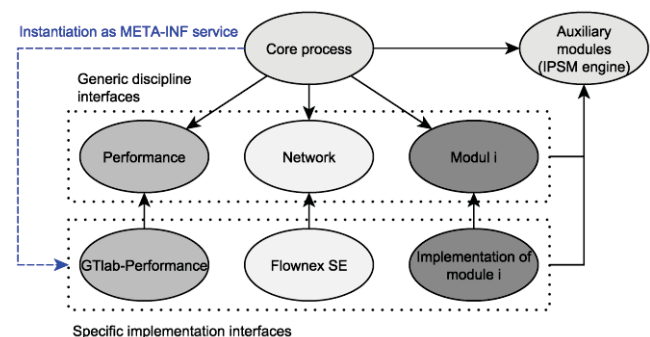 Instantiation as META-INF service
Core process
Auxiliary
modules
(IPSM engine)
Generic discipline
interfaces
Performance
Network
Modul i
GTlab-Performance
Flownex SE
Implementation of
module i
Specific implementation interfaces